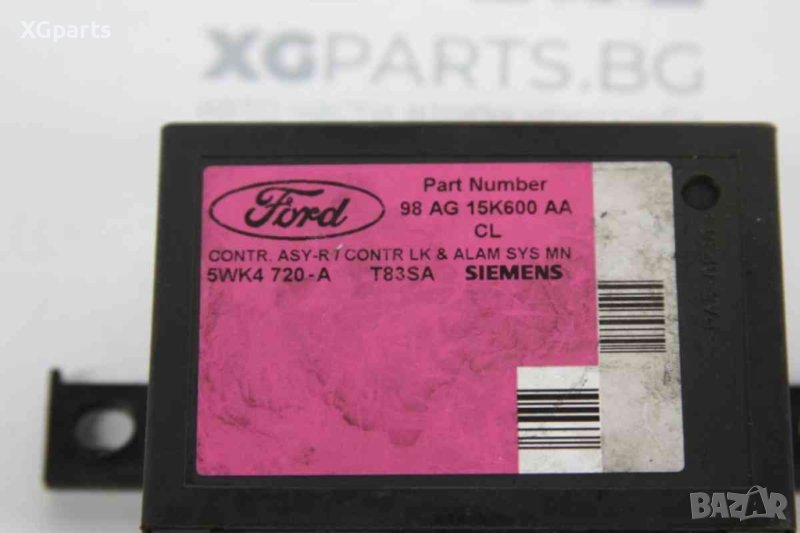 XGparts
XGPARTS.BG
Ford
Part Number
98 AG 15K600 AA
CL
CONTR. ASY-R / CONTR LK & ALAM SYS MN
5WK4 720-A T83SA SIEMENS
BAZAR